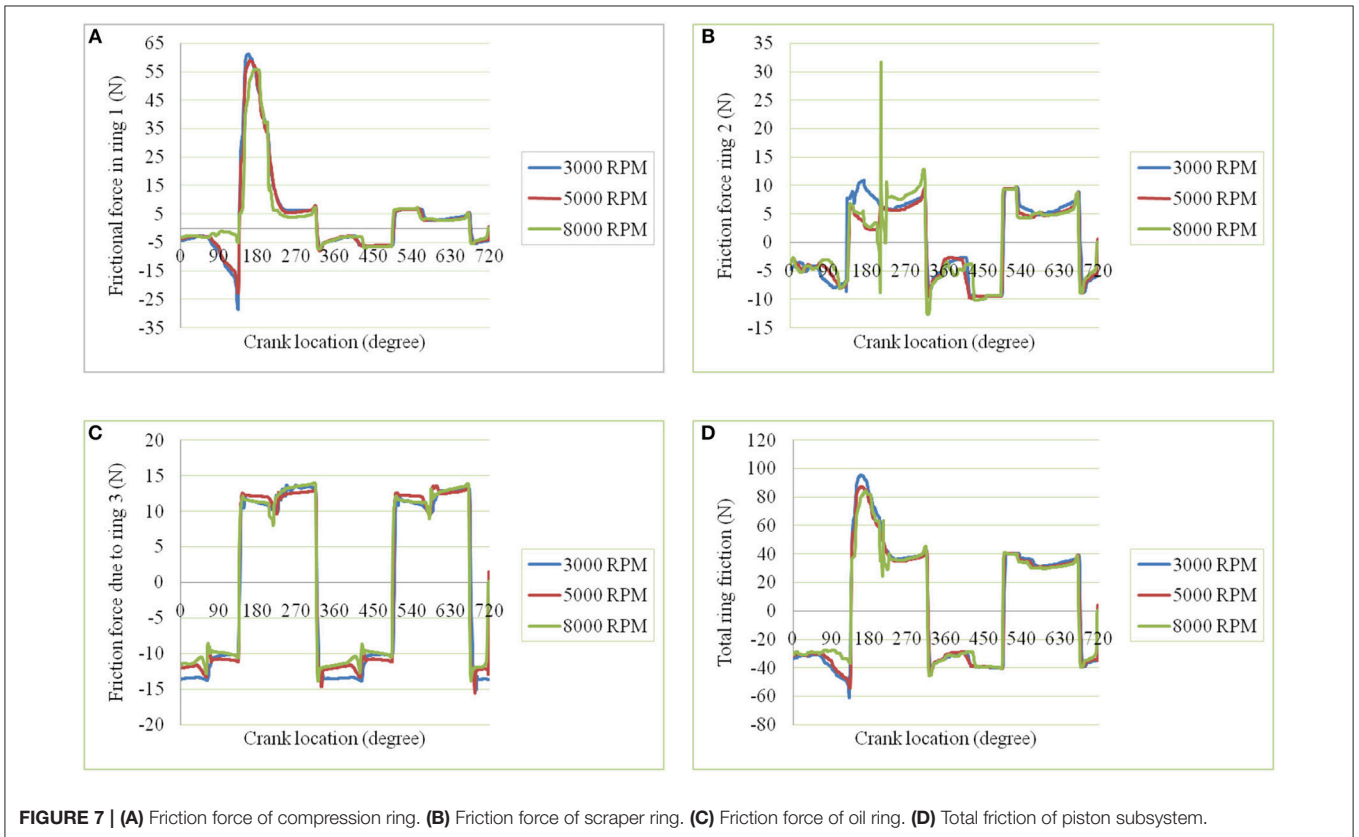 A
Frictional force in ring 1 (N)
65
55
45
35
25
15
5
-5
-15
-25
-35
0 90 180 270 360 450 540 630 720
Crank location (degree)
3000 RPM
5000 RPM
8000 RPM
B
Friction force ring 2 (N)
35
30
25
20
15
10
5
0
-5
-10
-15
0 90 180 270 360 450 540 630 720
Crank location (degree)
3000 RPM
5000 RPM
8000 RPM
C
Friction force due to ring 3 (N)
20
15
10
5
0
-5
-10
-15
-20
0 90 180 270 360 450 540 630 720
Crank location (degree)
3000 RPM
5000 RPM
8000 RPM
D
Total ring friction (N)
120
100
80
60
40
20
0
-20
-40
-60
-80
0 90 180 270 360 450 540 630 720
Crank location (degree)
3000 RPM
5000 RPM
8000 RPM
FIGURE 7 | (A) Friction force of compression ring. (B) Friction force of scraper ring. (C) Friction force of oil ring. (D) Total friction of piston subsystem.